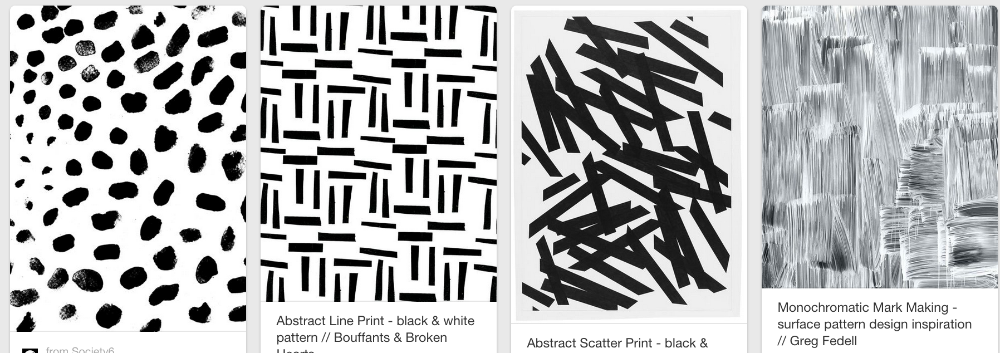 from Society6
Abstract Line Print - black & white
pattern // Bouffants & Broken
Hearts
Abstract Scatter Print - black &
Monochromatic Mark Making -
surface pattern design inspiration
// Greg Fedell